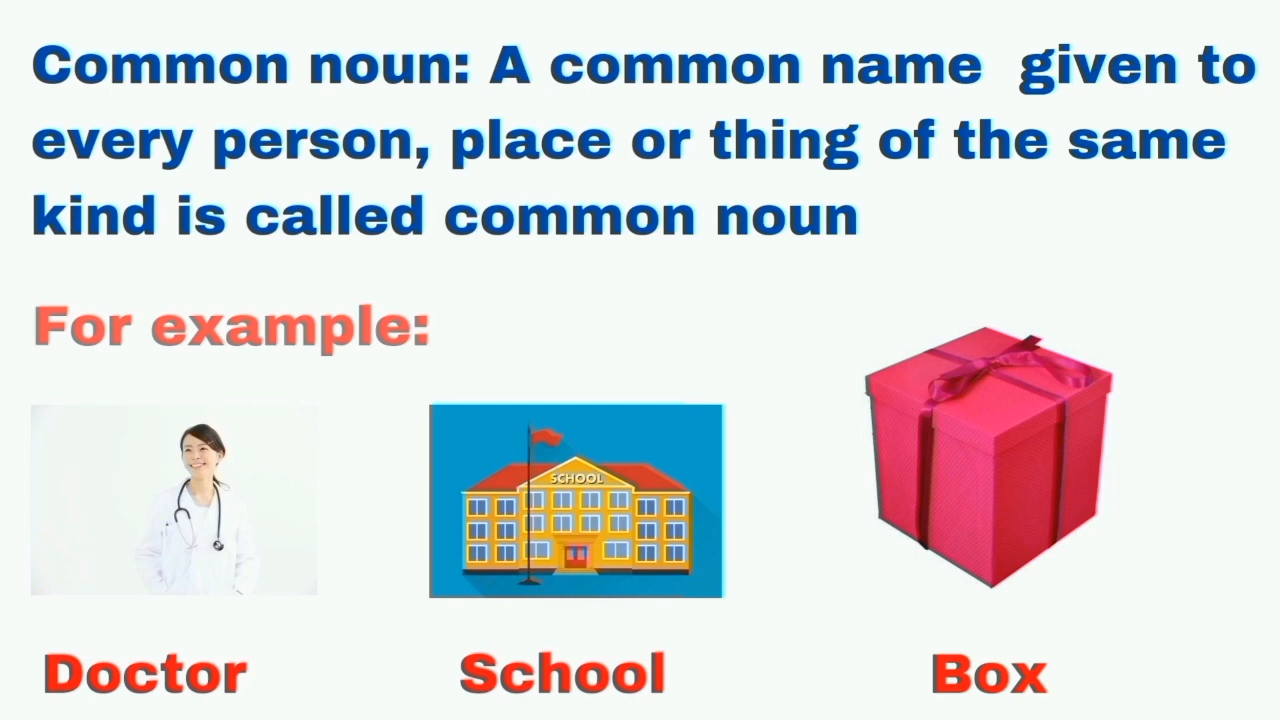 Common noun: A common name given to
every person, place or thing of the same
kind is called common noun
For example:
SCHOOL
Doctor
School
Box